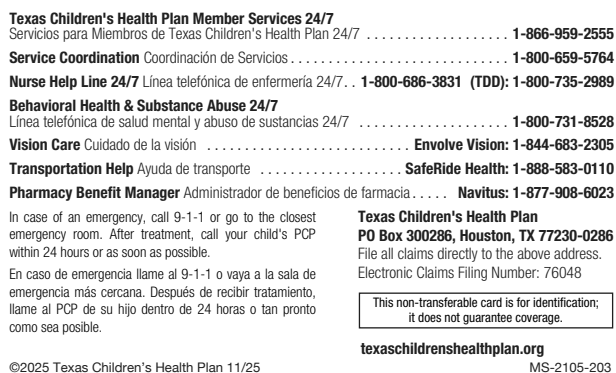 Texas Children's Health Plan Member Services 24/7
Servicios para Miembros de Texas Children's Health Plan 24/7 . . . . . . . . . . . . . . . . . . . 1-866-959-2555
Service Coordination Coordinación de Servicios . . . . . . . . . . . . . . . . . . . . . . . . . . . . . 1-800-659-5764
Nurse Help Line 24/7 Línea telefónica de enfermería 24/7 . . 1-800-686-3831 (TDD): 1-800-735-2989
Behavioral Health & Substance Abuse 24/7
Línea telefónica de salud mental y abuso de sustancias 24/7 . . . . . . . . . . . . . . . . . . . . 1-800-731-8528
Vision Care Cuidado de la visión . . . . . . . . . . . . . . . . . . . . . . . . . . . Envolve Vision: 1-844-683-2305
Transportation Help Ayuda de transporte . . . . . . . . . . . . . . . . . . . SafeRide Health: 1-888-583-0110
Pharmacy Benefit Manager Administrador de beneficios de farmacia . . . . . Navitus: 1-877-908-6023
In case of an emergency, call 9-1-1 or go to the closest
emergency room. After treatment, call your child's PCP
within 24 hours or as soon as possible.
En caso de emergencia llame al 9-1-1 o vaya a la sala de
emergencia más cercana. Después de recibir tratamiento,
llame al PCP de su hijo dentro de 24 horas o tan pronto
como sea posible.
Texas Children's Health Plan
PO Box 300286, Houston, TX 77230-0286
File all claims directly to the above address.
Electronic Claims Filing Number: 76048
This non-transferable card is for identification;
it does not guarantee coverage.
texaschildrenshealthplan.org
©2025 Texas Children's Health Plan 11/25
MS-2105-203